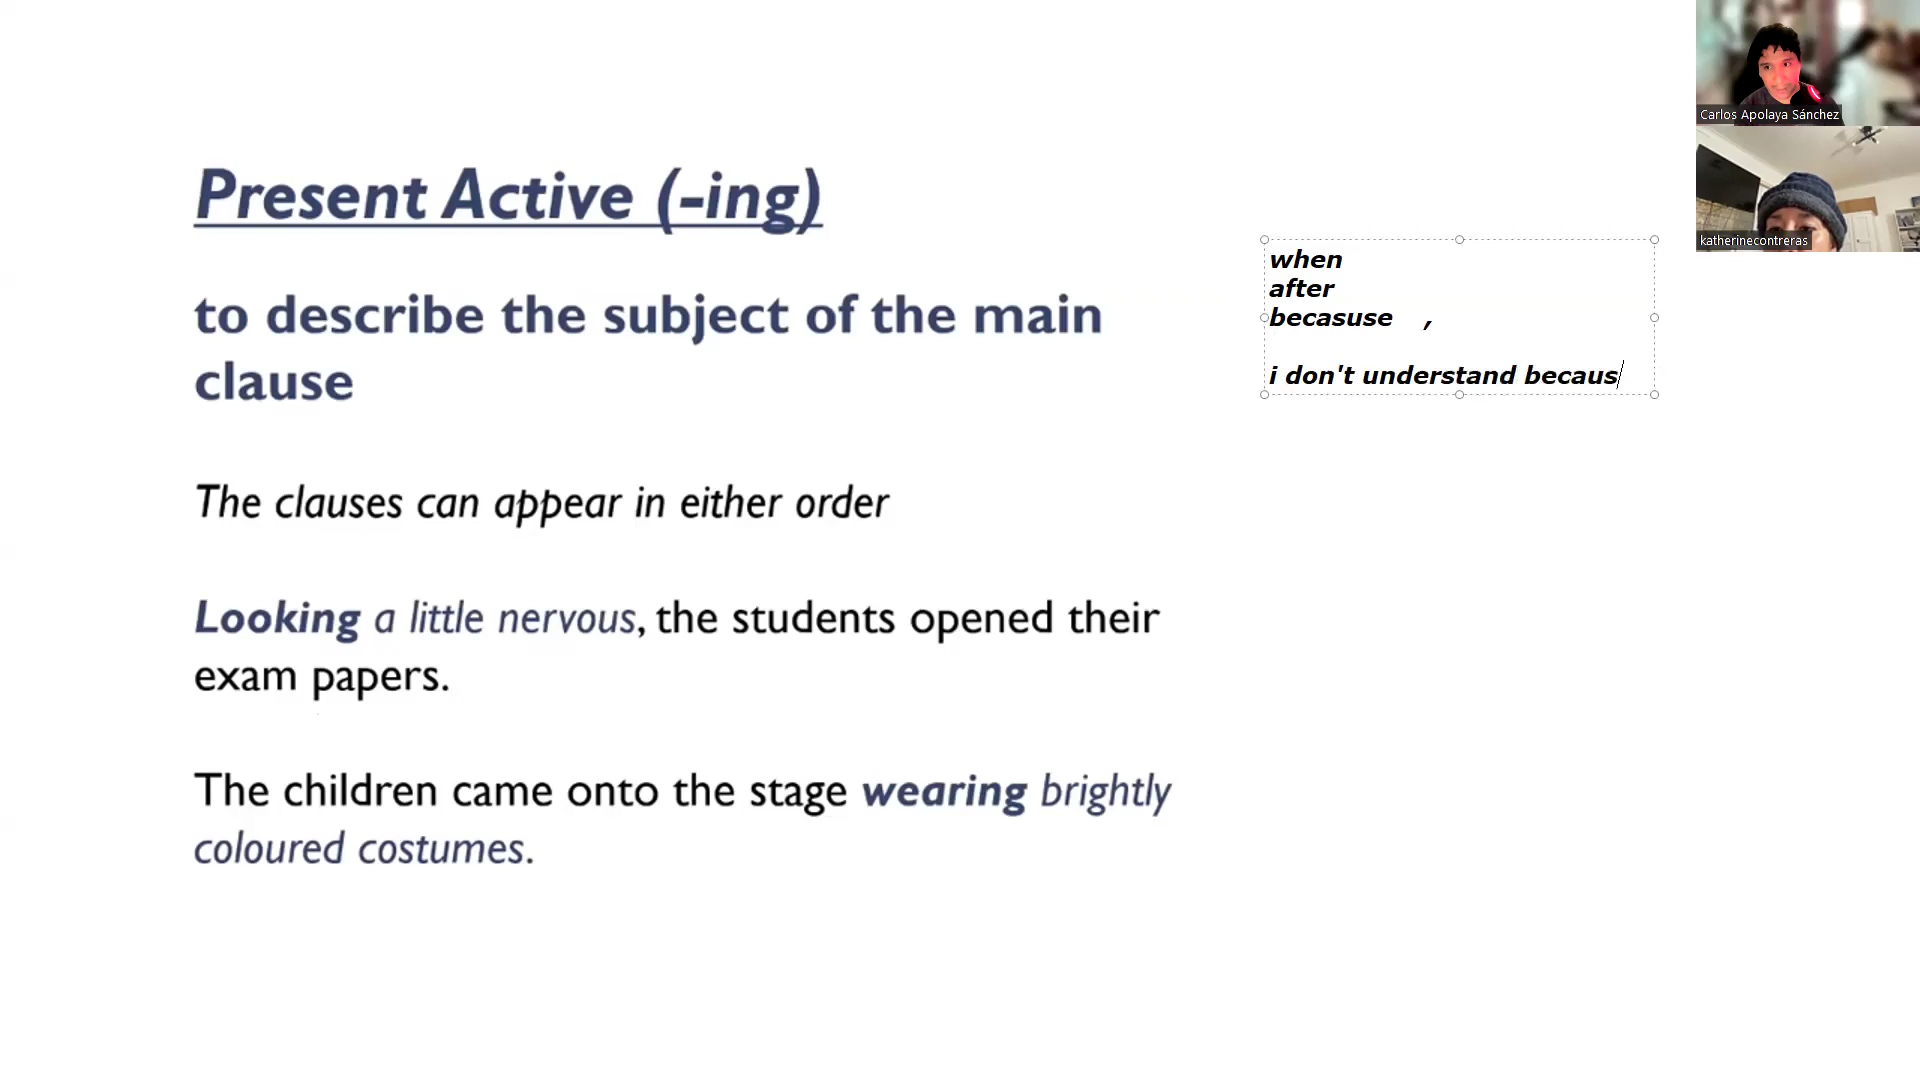 Present Active (-ing)
to describe the subject of the main
clause
The clauses can appear in either order
Looking a little nervous, the students opened their
exam papers.
The children came onto the stage wearing brightly
coloured costumes.
when
after
becasuse ,
i don't understand becaus
Carlos Apolaya Sánchez
katherinecontreras